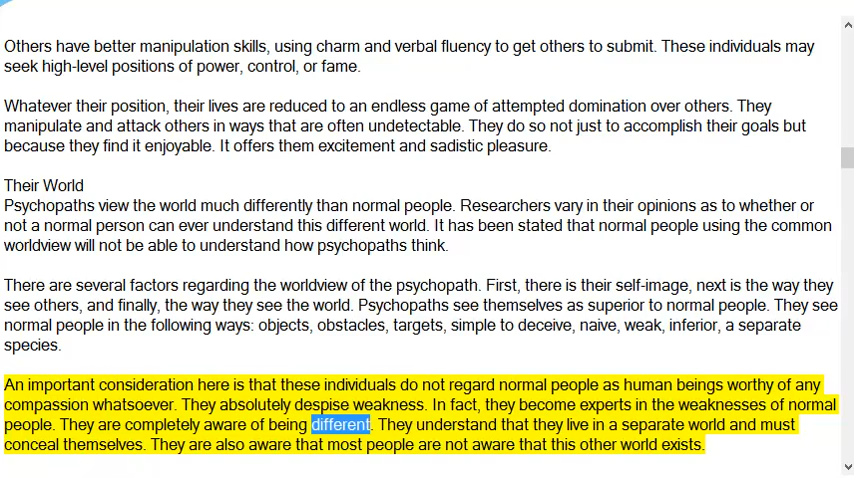 Others have better manipulation skills, using charm and verbal fluency to get others to submit. These individuals may
seek high-level positions of power, control, or fame.
Whatever their position, their lives are reduced to an endless game of attempted domination over others. They
manipulate and attack others in ways that are often undetectable. They do so not just to accomplish their goals but
because they find it enjoyable. It offers them excitement and sadistic pleasure.
Their World
Psychopaths view the world much differently than normal people. Researchers vary in their opinions as to whether or
not a normal person can ever understand this different world. It has been stated that normal people using the common
worldview will not be able to understand how psychopaths think.
There are several factors regarding the worldview of the psychopath. First, there is their self-image, next is the way they
see others, and finally, the way they see the world. Psychopaths see themselves as superior to normal people. They see
normal people in the following ways: objects, obstacles, targets, simple to deceive, naive, weak, inferior, a separate
species.
An important consideration here is that these individuals do not regard normal people as human beings worthy of any
compassion whatsoever. They absolutely despise weakness. In fact, they become experts in the weaknesses of normal
people. They are completely aware of being different. They understand that they live in a separate world and must
conceal themselves. They are also aware that most people are not aware that this other world exists.